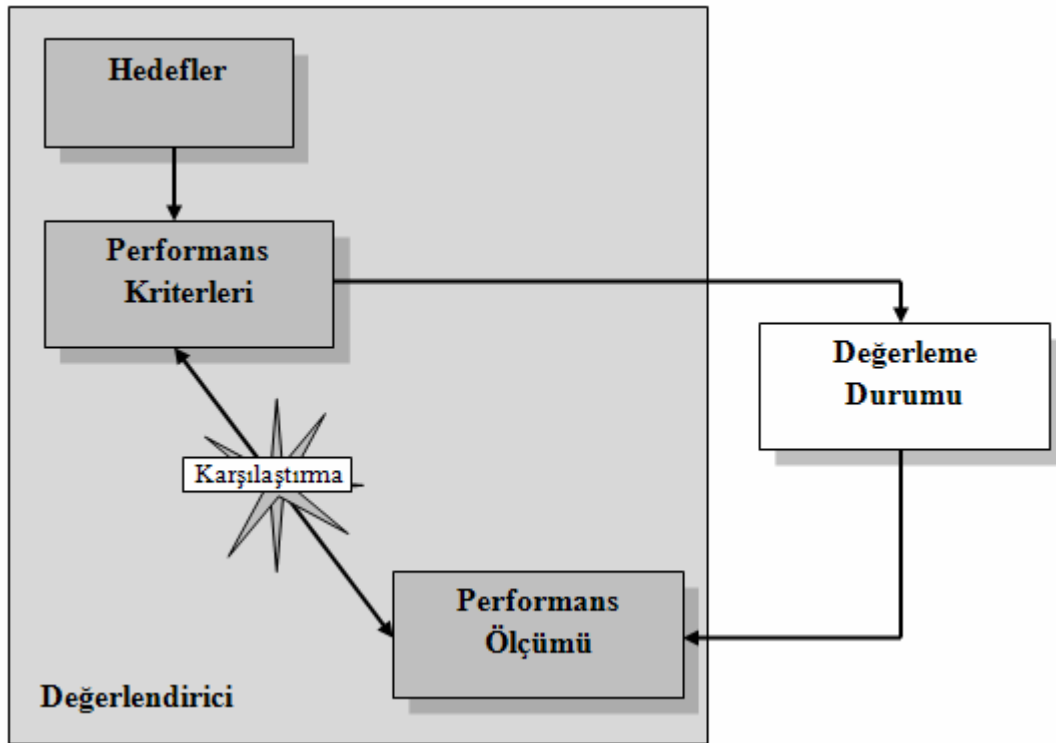 Hedefler
Performans
Kriterleri
Değerleme
Durumu
Karşılaştırma
Performans
Ölçümü
Değerlendirici